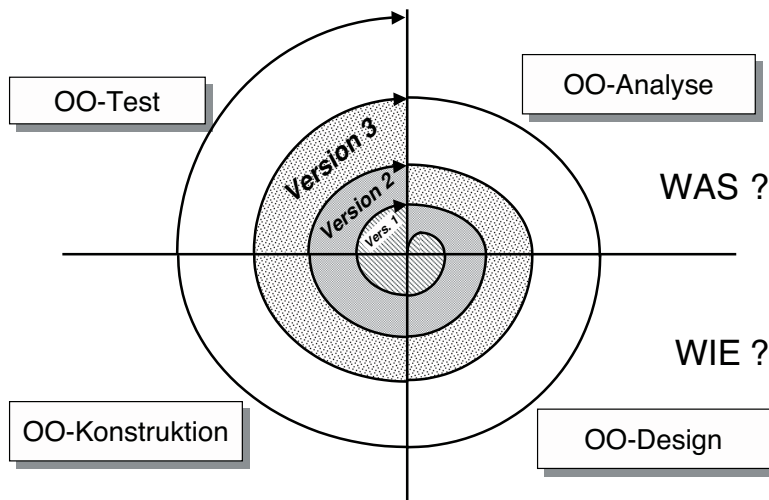 OO-Test
OO-Analyse
Version 3
Version 2
Vers. 1
WAS ?
WIE ?
OO-Konstruktion
OO-Design